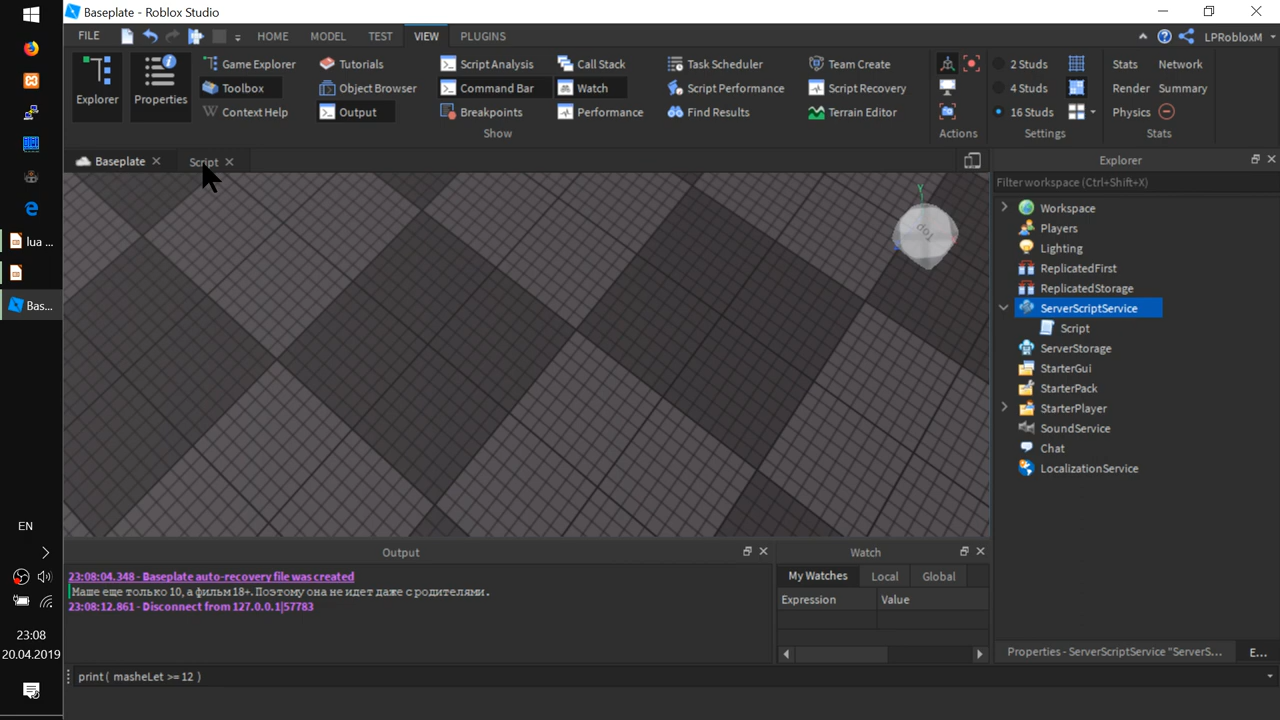 Baseplate - Roblox Studio
FILE HOME MODEL TEST VIEW PLUGINS LPRobloxM
Explorer
Properties
Game Explorer
Toolbox
Context Help
Tutorials
Object Browser
Output
Script Analysis
Command Bar
Breakpoints
Call Stack
Watch
Performance
Task Scheduler
Script Performance
Find Results
Team Create
Script Recovery
Terrain Editor
Show
Actions
2 Studs
4 Studs
16 Studs
Settings
Stats Network
Render Summary
Physics
Stats
Baseplate Script
Top
Y
Explorer
Filter workspace (Ctrl+Shift+X)
Workspace
Players
Lighting
ReplicatedFirst
ReplicatedStorage
ServerScriptService
Script
ServerStorage
StarterGui
StarterPack
StarterPlayer
SoundService
Chat
LocalizationService
Properties - ServerScriptService "ServerS... E...
Output
23:08:04.348 - Baseplate auto-recovery file was created
Маше еще только 10, а фильм 18+. Поэтому она не идет даже с родителями.
23:08:12.861 - Disconnect from 127.0.0.1|57783
Watch
My Watches Local Global
Expression Value
print( masheLet >= 12 )
lua ...
Bas...
EN
23:08
20.04.2019